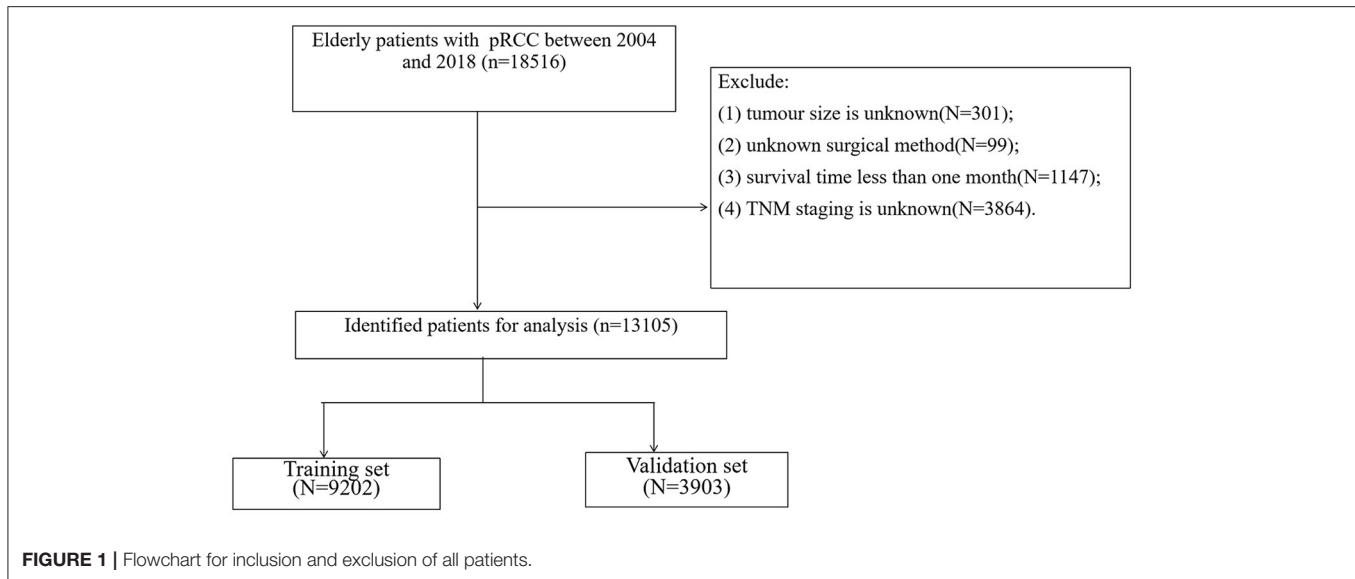 Elderly patients with pRCC between 2004
and 2018 (n=18516)
Exclude:
(1) tumour size is unknown(N=301);
(2) unknown surgical method(N=99);
(3) survival time less than one month(N=1147);
(4) TNM staging is unknown(N=3864).
Identified patients for analysis (n=13105)
Training set
(N=9202)
Validation set
(N=3903)
FIGURE 1 | Flowchart for inclusion and exclusion of all patients.